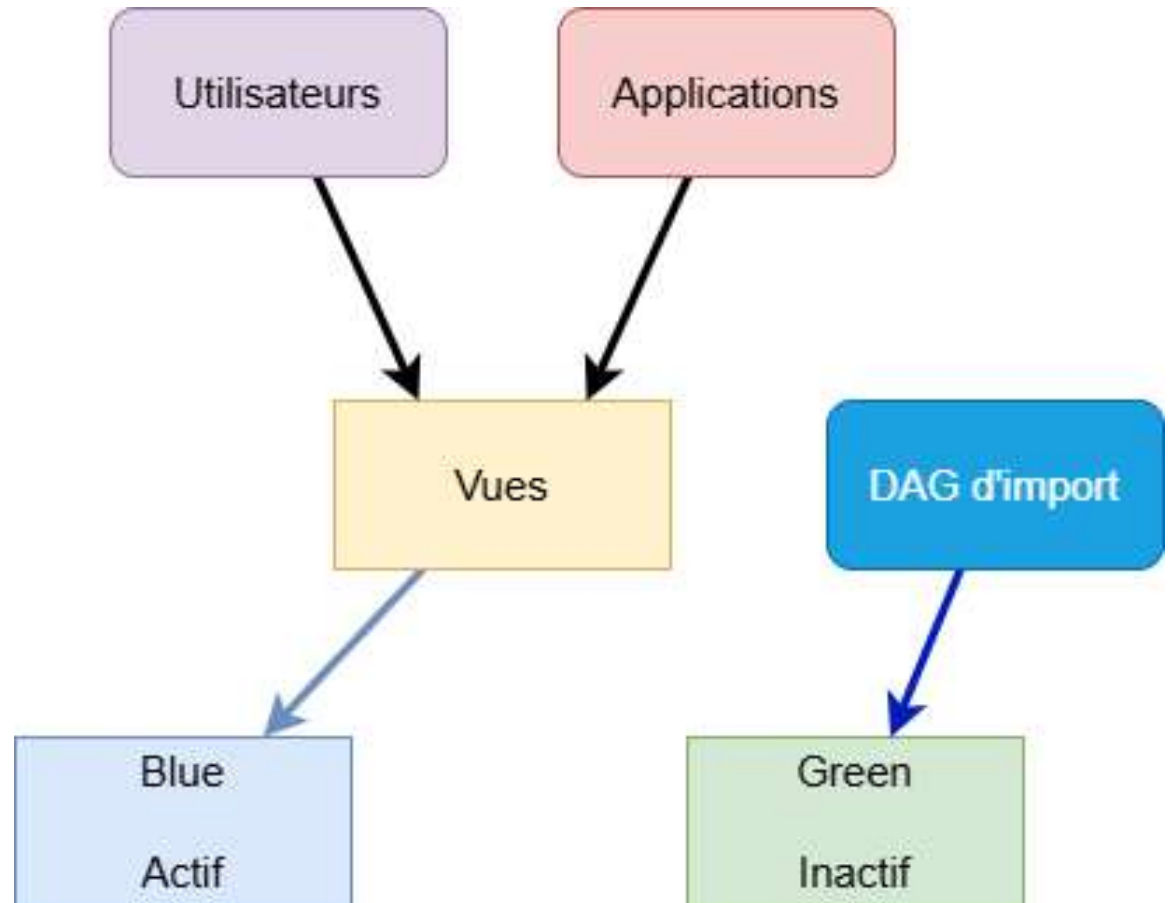 Utilisateurs
Applications
Vues
DAG d'import
Blue
Actif
Green
Inactif